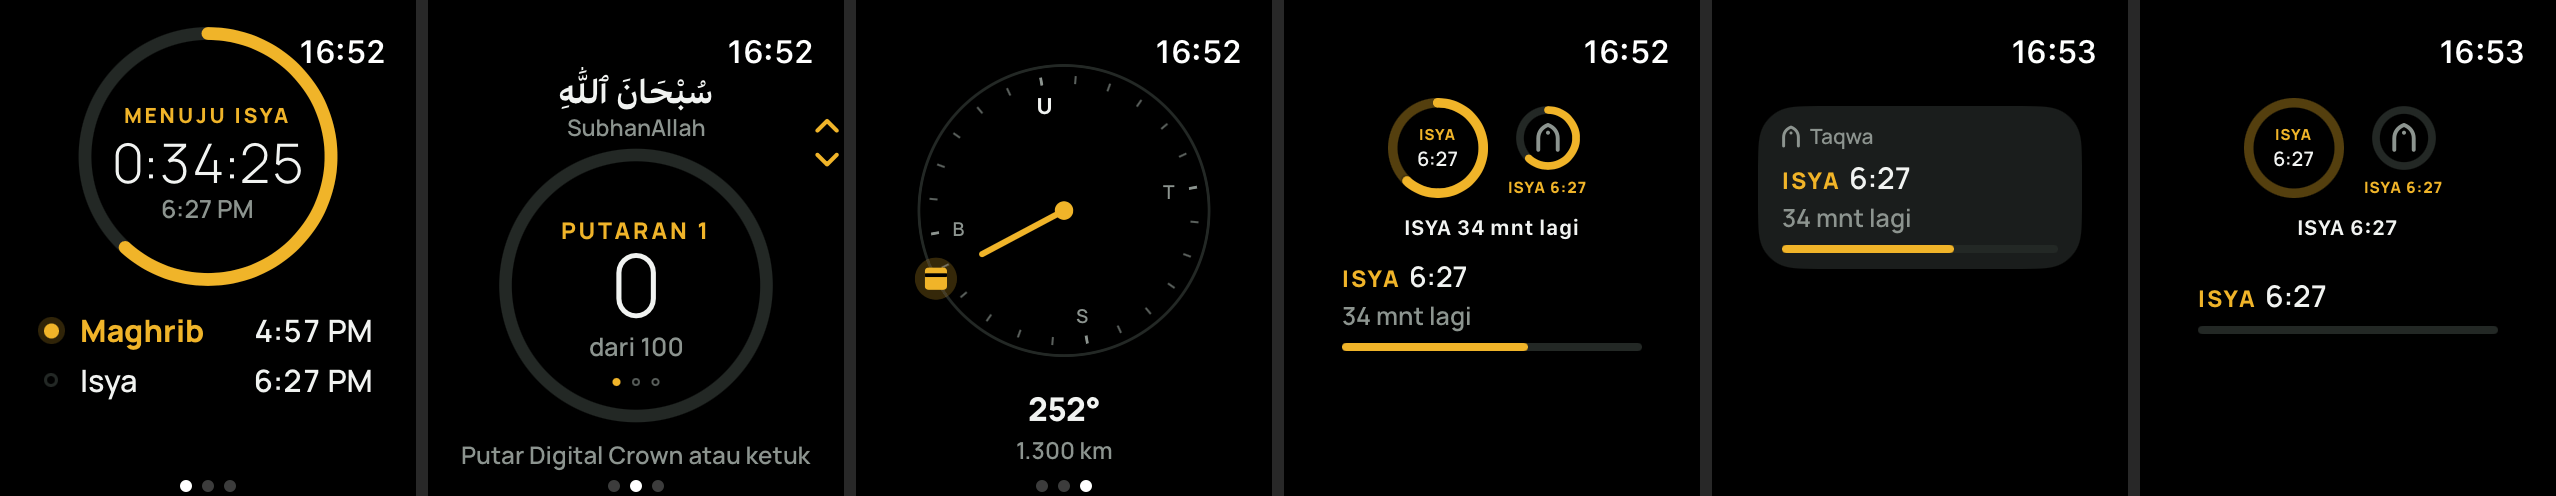 16:52
MENUJU ISYA
0:34:25
6:27 PM
Maghrib 4:57 PM
Isya 6:27 PM
16:52
سُبْحَانَ ٱللَّهِ
SubhanAllah
PUTARAN 1
0
dari 100
Putar Digital Crown atau ketuk
16:52
U
T
B
S
252°
1.300 km
16:52
ISYA
6:27
ISYA 6:27
ISYA 34 mnt lagi
ISYA 6:27
34 mnt lagi
16:53
Taqwa
ISYA 6:27
34 mnt lagi
16:53
ISYA
6:27
ISYA 6:27
ISYA 6:27
ISYA 6:27